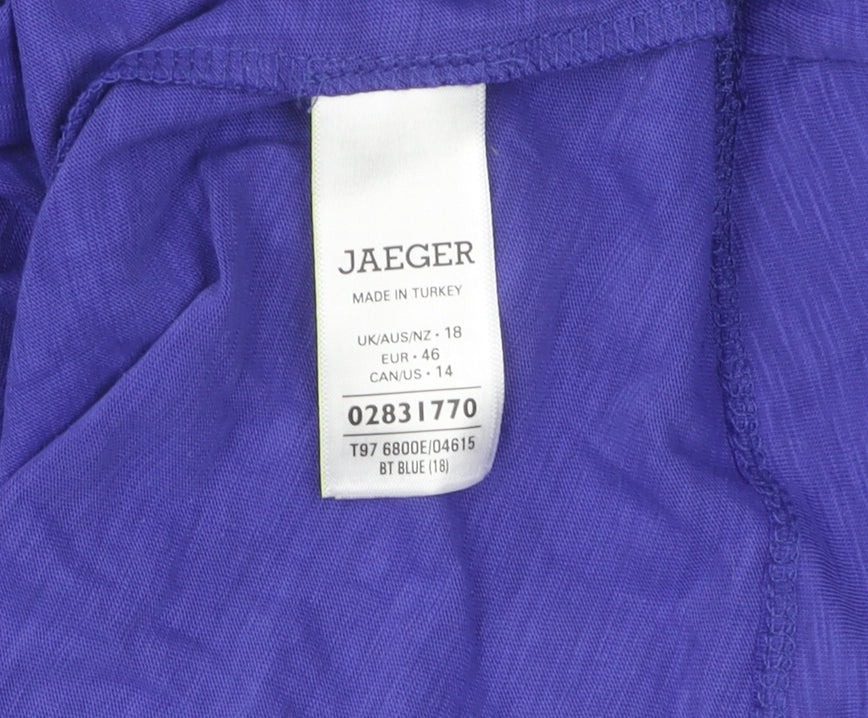 JAEGER
MADE IN TURKEY
UK/AUS/NZ • 18
EUR • 46
CAN/US • 14
02831770
T97 6800E/04615
BT BLUE (18)